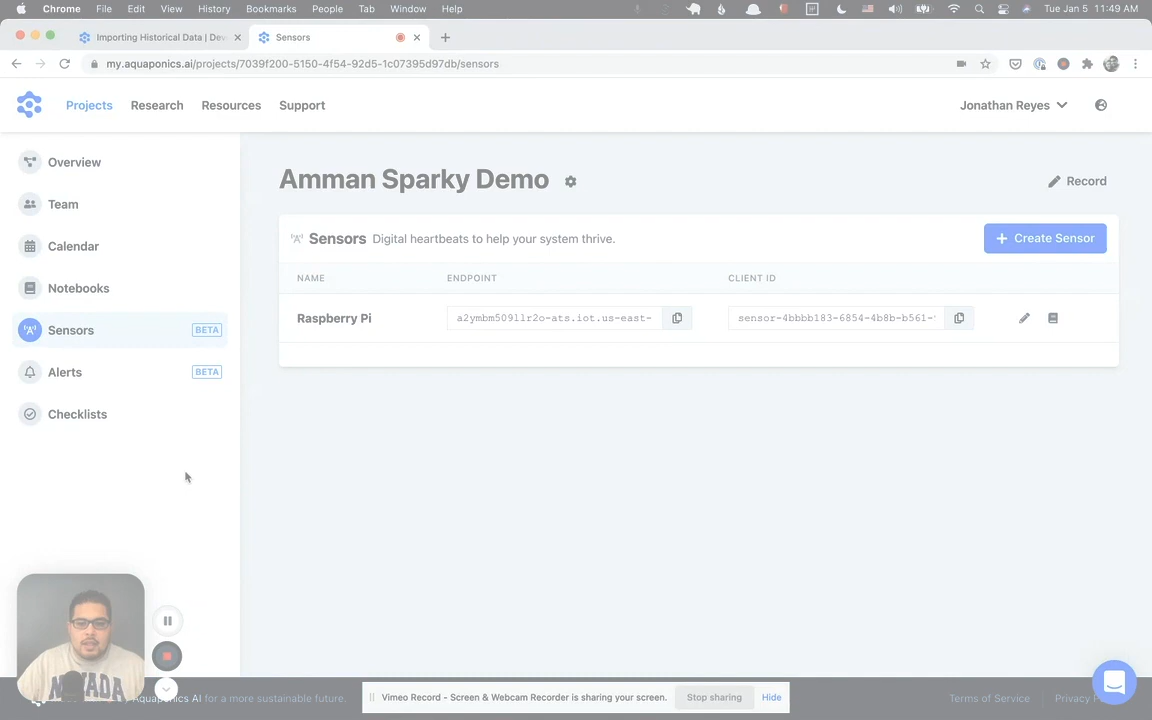 Chrome File Edit View History Bookmarks People Tab Window Help Tue Jan 5 11:49 AM
Importing Historical Data | Dev
Sensors
my.aquaponics.ai/projects/7039f200-5150-4f54-92d5-1c07395d97db/sensors
Projects Research Resources Support Jonathan Reyes
Overview
Team
Calendar
Notebooks
Sensors BETA
Alerts BETA
Checklists
Amman Sparky Demo
Record
Sensors Digital heartbeats to help your system thrive.
+ Create Sensor
NAME ENDPOINT CLIENT ID
Raspberry Pi a2ymbm50911r2o-ats.iot.us-east- sensor-4bbbb183-6854-4b8b-b561-
NEVADA
by Aquaponics AI for a more sustainable future.
Vimeo Record - Screen & Webcam Recorder is sharing your screen. Stop sharing Hide
Terms of Service Privacy